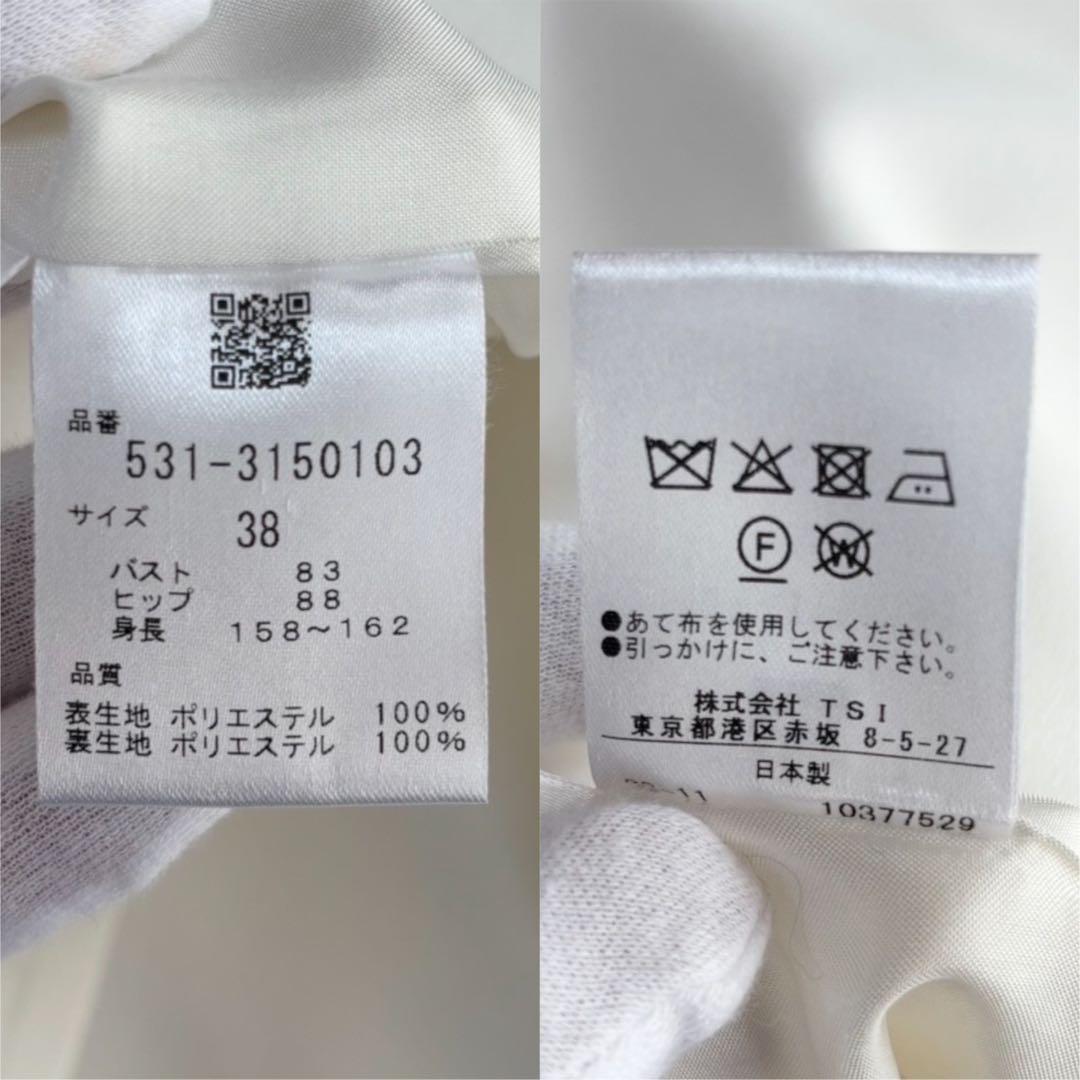 品番
531-3150103
サイズ
38
バスト 83
ヒップ 88
身長 158~162
品質
表生地 ポリエステル 100%
裏生地 ポリエステル 100%
F
W
●あて布を使用してください。
●引っかけに、ご注意下さい。
株式会社 TSI
東京都港区赤坂 8-5-27
日本製
10377529